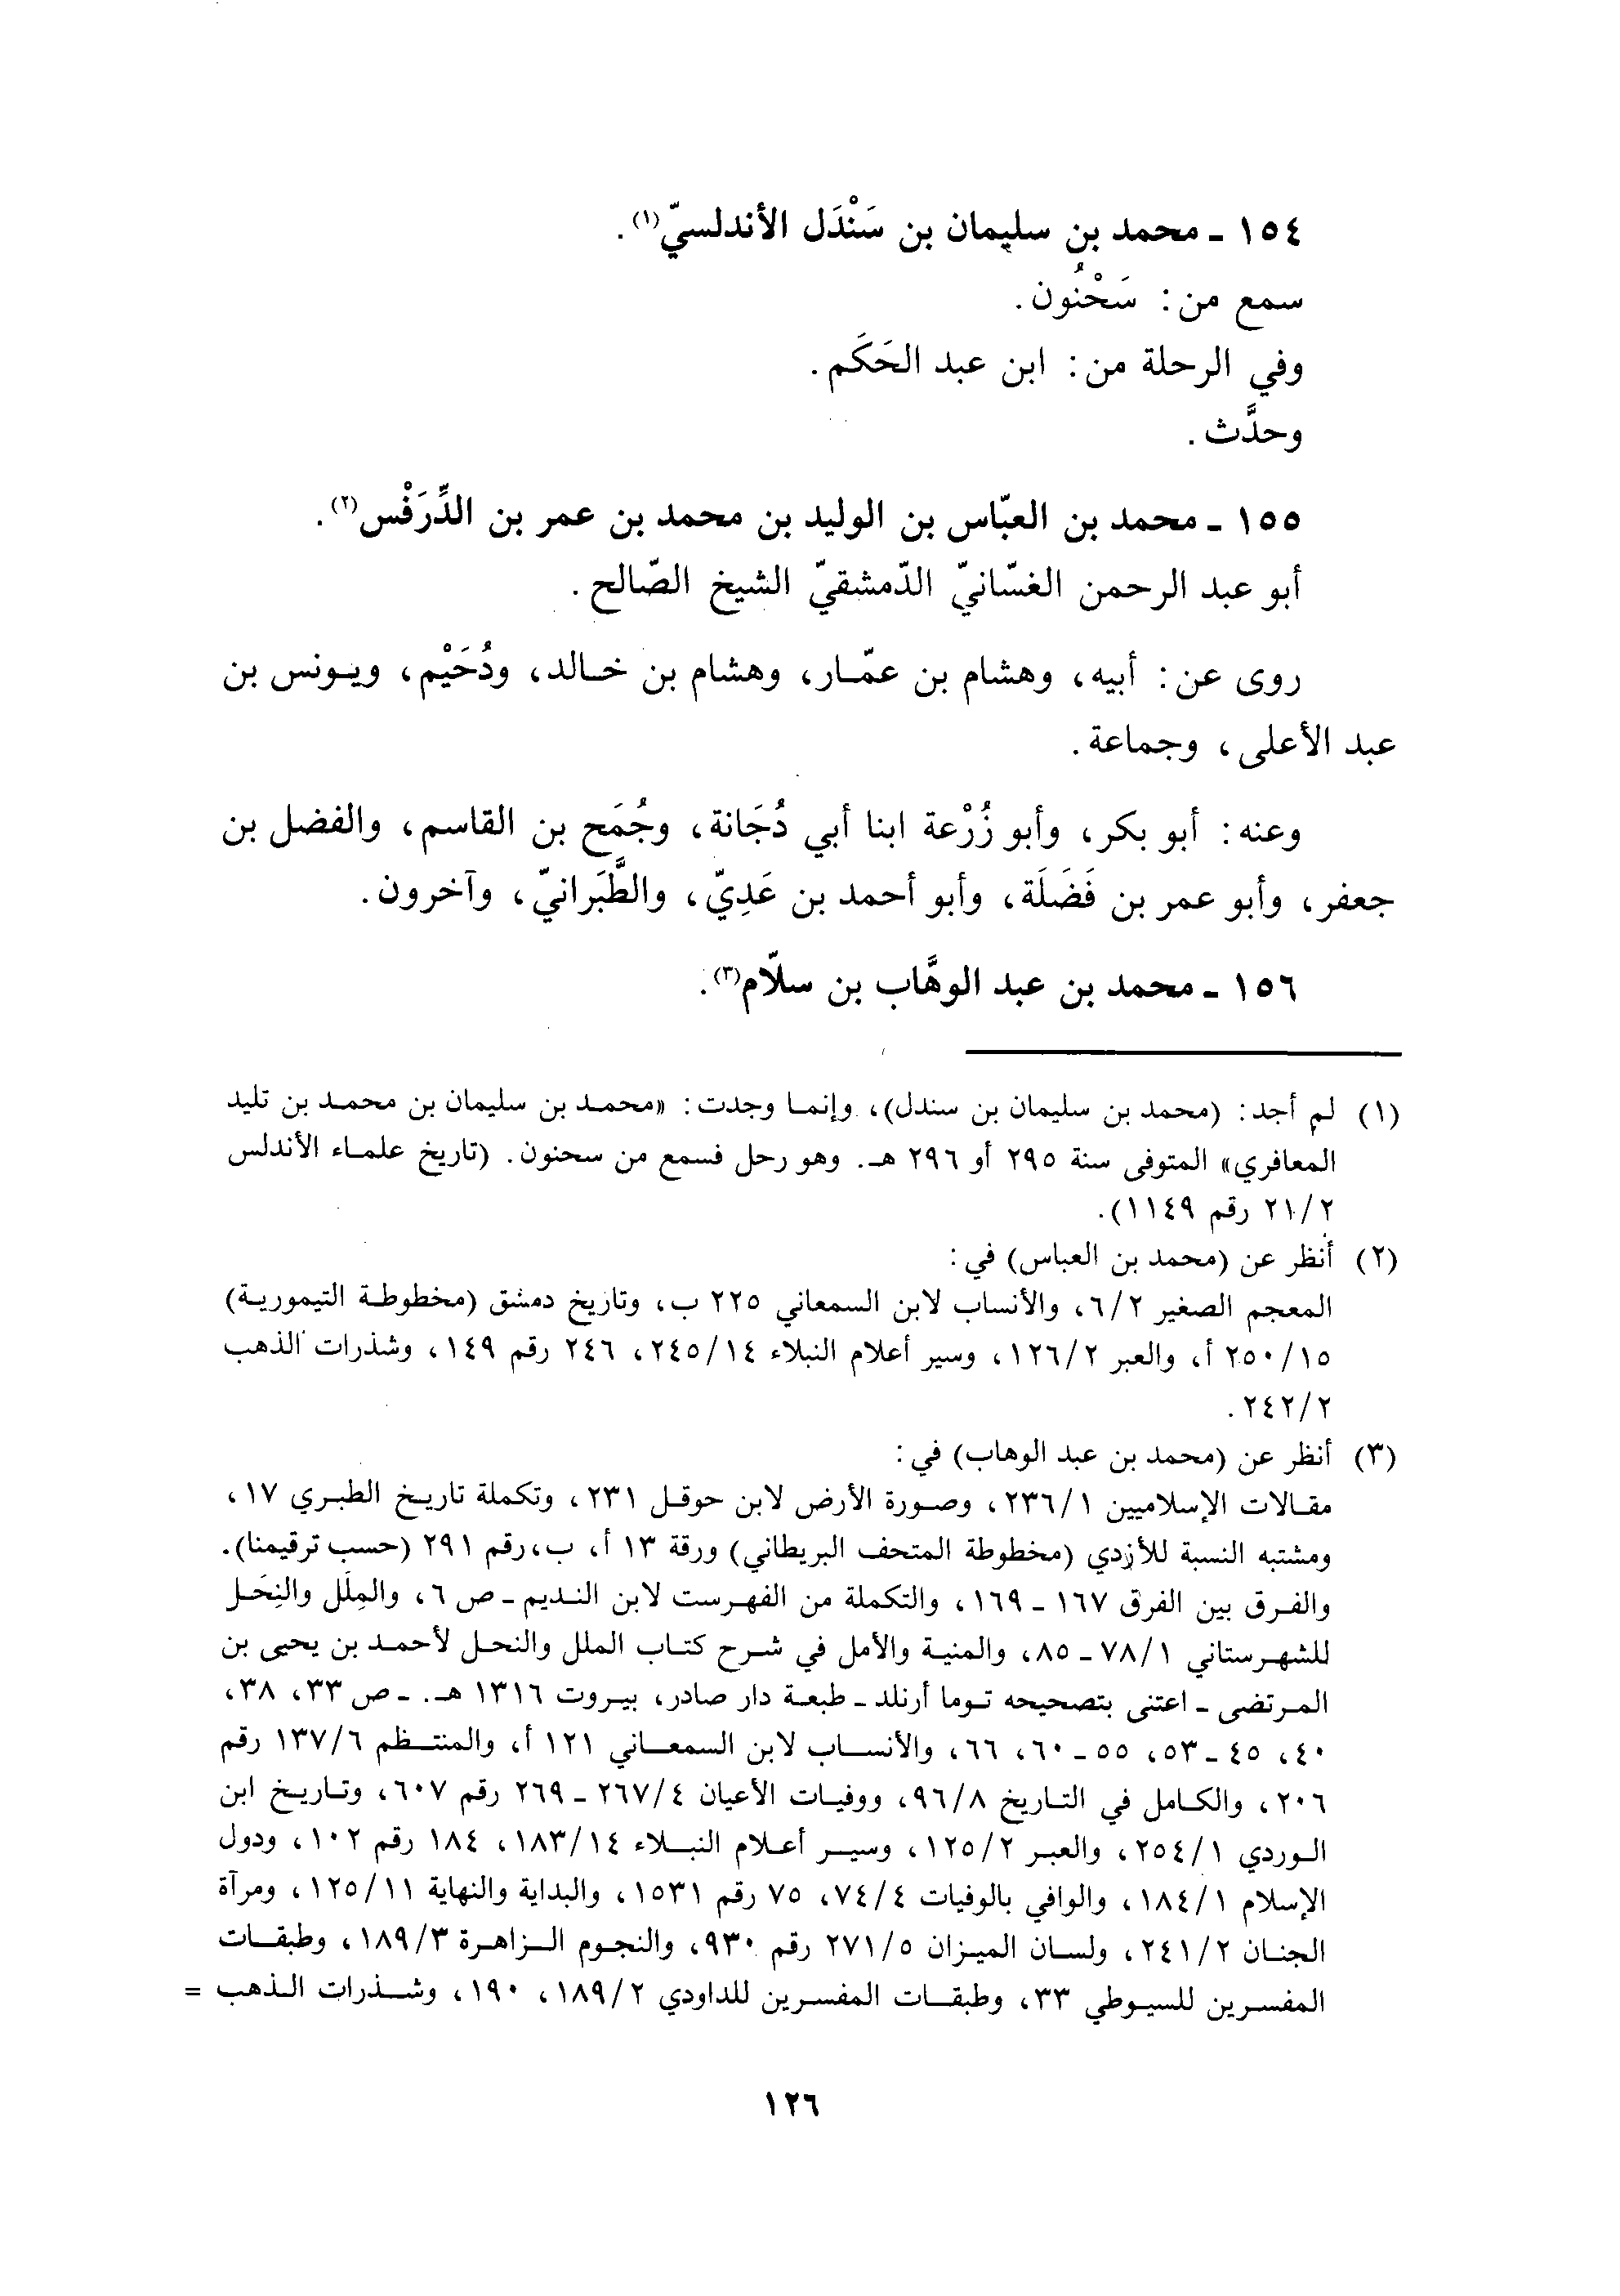 ١٥٤ ـ محمد بن سليمان بن سَنْدَل الأندلسيّ(١).
سمع من: سَحْنُون.
وفي الرحلة من: ابن عبد الحَكَم.
وحدَّث.
١٥٥ ـ محمد بن العبّاس بن الوليد بن محمد بن عمر بن الدِّرَفْس(٢).
أبو عبد الرحمن الغسّانيّ الدّمشقيّ الشيخ الصّالح.
روى عن: أبيه، وهشام بن عمّار، وهشام بن خالد، ودُحَيْم، ويونس بن
عبد الأعلى، وجماعة.
وعنه: أبو بكر، وأبو زُرْعة ابنا أبي دُجَانة، وجُمَح بن القاسم، والفضل بن
جعفر، وأبو عمر بن فَضَلَة، وأبو أحمد بن عَدِيّ، والطَّبَرانيّ، وآخرون.
١٥٦ ـ محمد بن عبد الوهَّاب بن سلّام(٣).
(١) لم أجد: (محمد بن سليمان بن سندل)، وإنما وجدت: «محمد بن سليمان بن محمد بن تليد
المعافري» المتوفى سنة ٢٩٥ أو ٢٩٦ هـ. وهو رحل فسمع من سحنون. (تاريخ علماء الأندلس
٢١/٢ رقم ١١٤٩).
(٢) أنظر عن (محمد بن العباس) في:
المعجم الصغير ٦/٢، والأنساب لابن السمعاني ٢٢٥ ب، وتاريخ دمشق (مخطوطة التيمورية)
٢٥٠/١٥ أ، والعبر ١٢٦/٢، وسير أعلام النبلاء ٢٤٥/١٤، ٢٤٦ رقم ١٤٩، وشذرات الذهب
٢٤٢/٢.
(٣) أنظر عن (محمد بن عبد الوهاب) في:
مقالات الإسلاميين ٢٣٦/١، وصورة الأرض لابن حوقل ٢٣١، وتكملة تاريخ الطبري ١٧،
ومشتبه النسبة للأزدي (مخطوطة المتحف البريطاني) ورقة ١٣ أ، ب، رقم ٢٩١ (حسب ترقيمنا).
والفرق بين الفرق ١٦٧ ـ ١٦٩، والتكملة من الفهرست لابن النديم ـ ص ٦، والمِلَل والنِحَل
للشهرستاني ٧٨/١ ـ ٨٥، والمنية والأمل في شرح كتاب الملل والنحل لأحمد بن يحيى بن
المرتضى ـ اعتنى بتصحيحه توما أرنلد ـ طبعة دار صادر، بيروت ١٣١٦ هـ. ـ ص ٣٣، ٣٨،
٤٠، ٤٥ ـ ٥٣، ٥٥ ـ ٦٠، ٦٦، والأنساب لابن السمعاني ١٢١ أ، والمنتظم ١٣٧/٦ رقم
٢٠٦، والكامل في التاريخ ٩٦/٨، ووفيات الأعيان ٢٦٧/٤ ـ ٢٦٩ رقم ٦٠٧، وتاريخ ابن
الوردي ٢٥٤/١، والعبر ١٢٥/٢، وسير أعلام النبلاء ١٨٣/١٤، ١٨٤ رقم ١٠٢، ودول
الإسلام ١٨٤/١، والوافي بالوفيات ٧٤/٤، ٧٥ رقم ١٥٣١، والبداية والنهاية ١٢٥/١١، ومرآة
الجنان ٢٤١/٢، ولسان الميزان ٢٧١/٥ رقم ٩٣٠، والنجوم الزاهرة ١٨٩/٣، وطبقات
المفسرين للسيوطي ٣٣، وطبقات المفسرين للداودي ١٨٩/٢، ١٩٠، وشذرات الذهب =
١٢٦